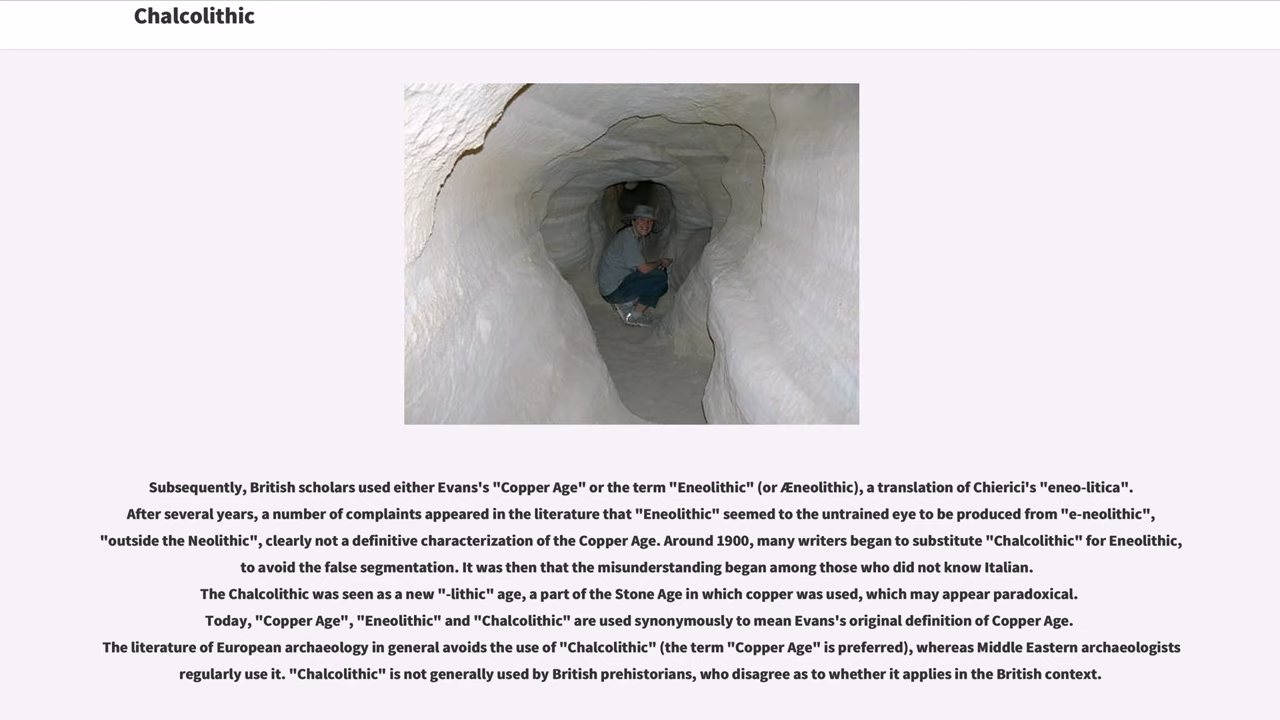 Chalcolithic
Subsequently, British scholars used either Evans's "Copper Age" or the term "Eneolithic" (or Æneolithic), a translation of Chierici's "eneo-litica".
After several years, a number of complaints appeared in the literature that "Eneolithic" seemed to the untrained eye to be produced from "e-neolithic",
"outside the Neolithic", clearly not a definitive characterization of the Copper Age. Around 1900, many writers began to substitute "Chalcolithic" for Eneolithic,
to avoid the false segmentation. It was then that the misunderstanding began among those who did not know Italian.
The Chalcolithic was seen as a new "-lithic" age, a part of the Stone Age in which copper was used, which may appear paradoxical.
Today, "Copper Age", "Eneolithic" and "Chalcolithic" are used synonymously to mean Evans's original definition of Copper Age.
The literature of European archaeology in general avoids the use of "Chalcolithic" (the term "Copper Age" is preferred), whereas Middle Eastern archaeologists
regularly use it. "Chalcolithic" is not generally used by British prehistorians, who disagree as to whether it applies in the British context.